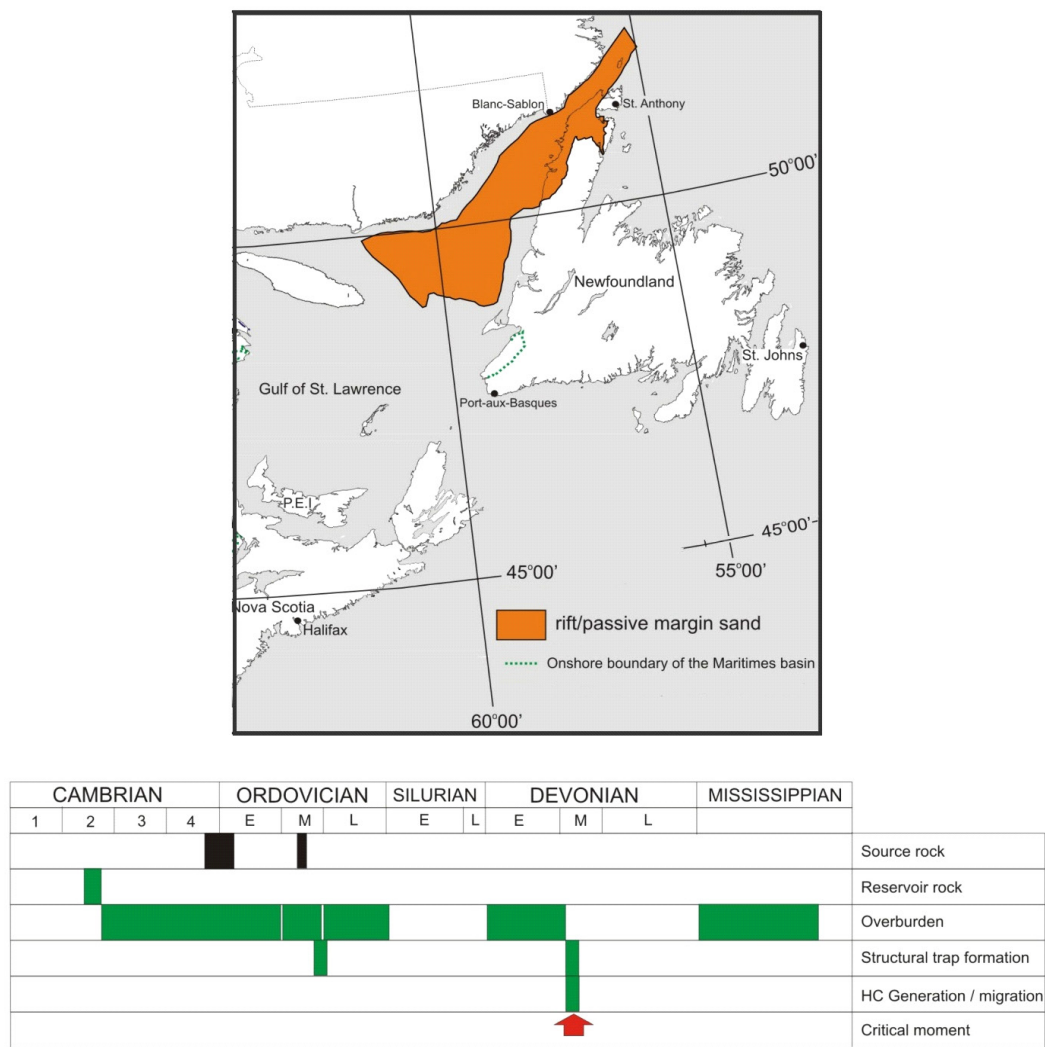 Blanc-Sablon
St. Anthony
50°00'
Newfoundland
St. Johns
Gulf of St. Lawrence
Port-aux-Basques
P.E.I
45°00'
45°00'
55°00'
Nova Scotia
Halifax
rift/passive margin sand
Onshore boundary of the Maritimes basin
60°00'
CAMBRIAN ORDOVICIAN SILURIAN DEVONIAN MISSISSIPPIAN
1 2 3 4 E M L E L E M L
Source rock
Reservoir rock
Overburden
Structural trap formation
HC Generation / migration
Critical moment